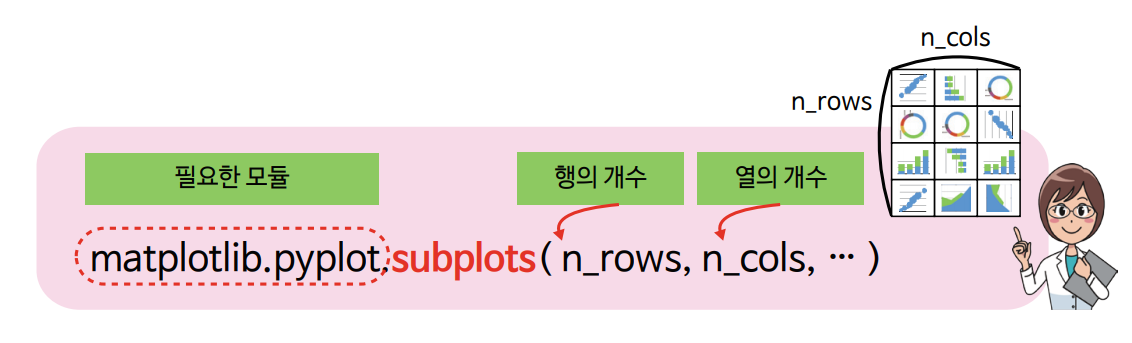 n_cols
n_rows
필요한 모듈
행의 개수
열의 개수
matplotlib.pyplot.subplots( n_rows, n_cols, ⋯ )